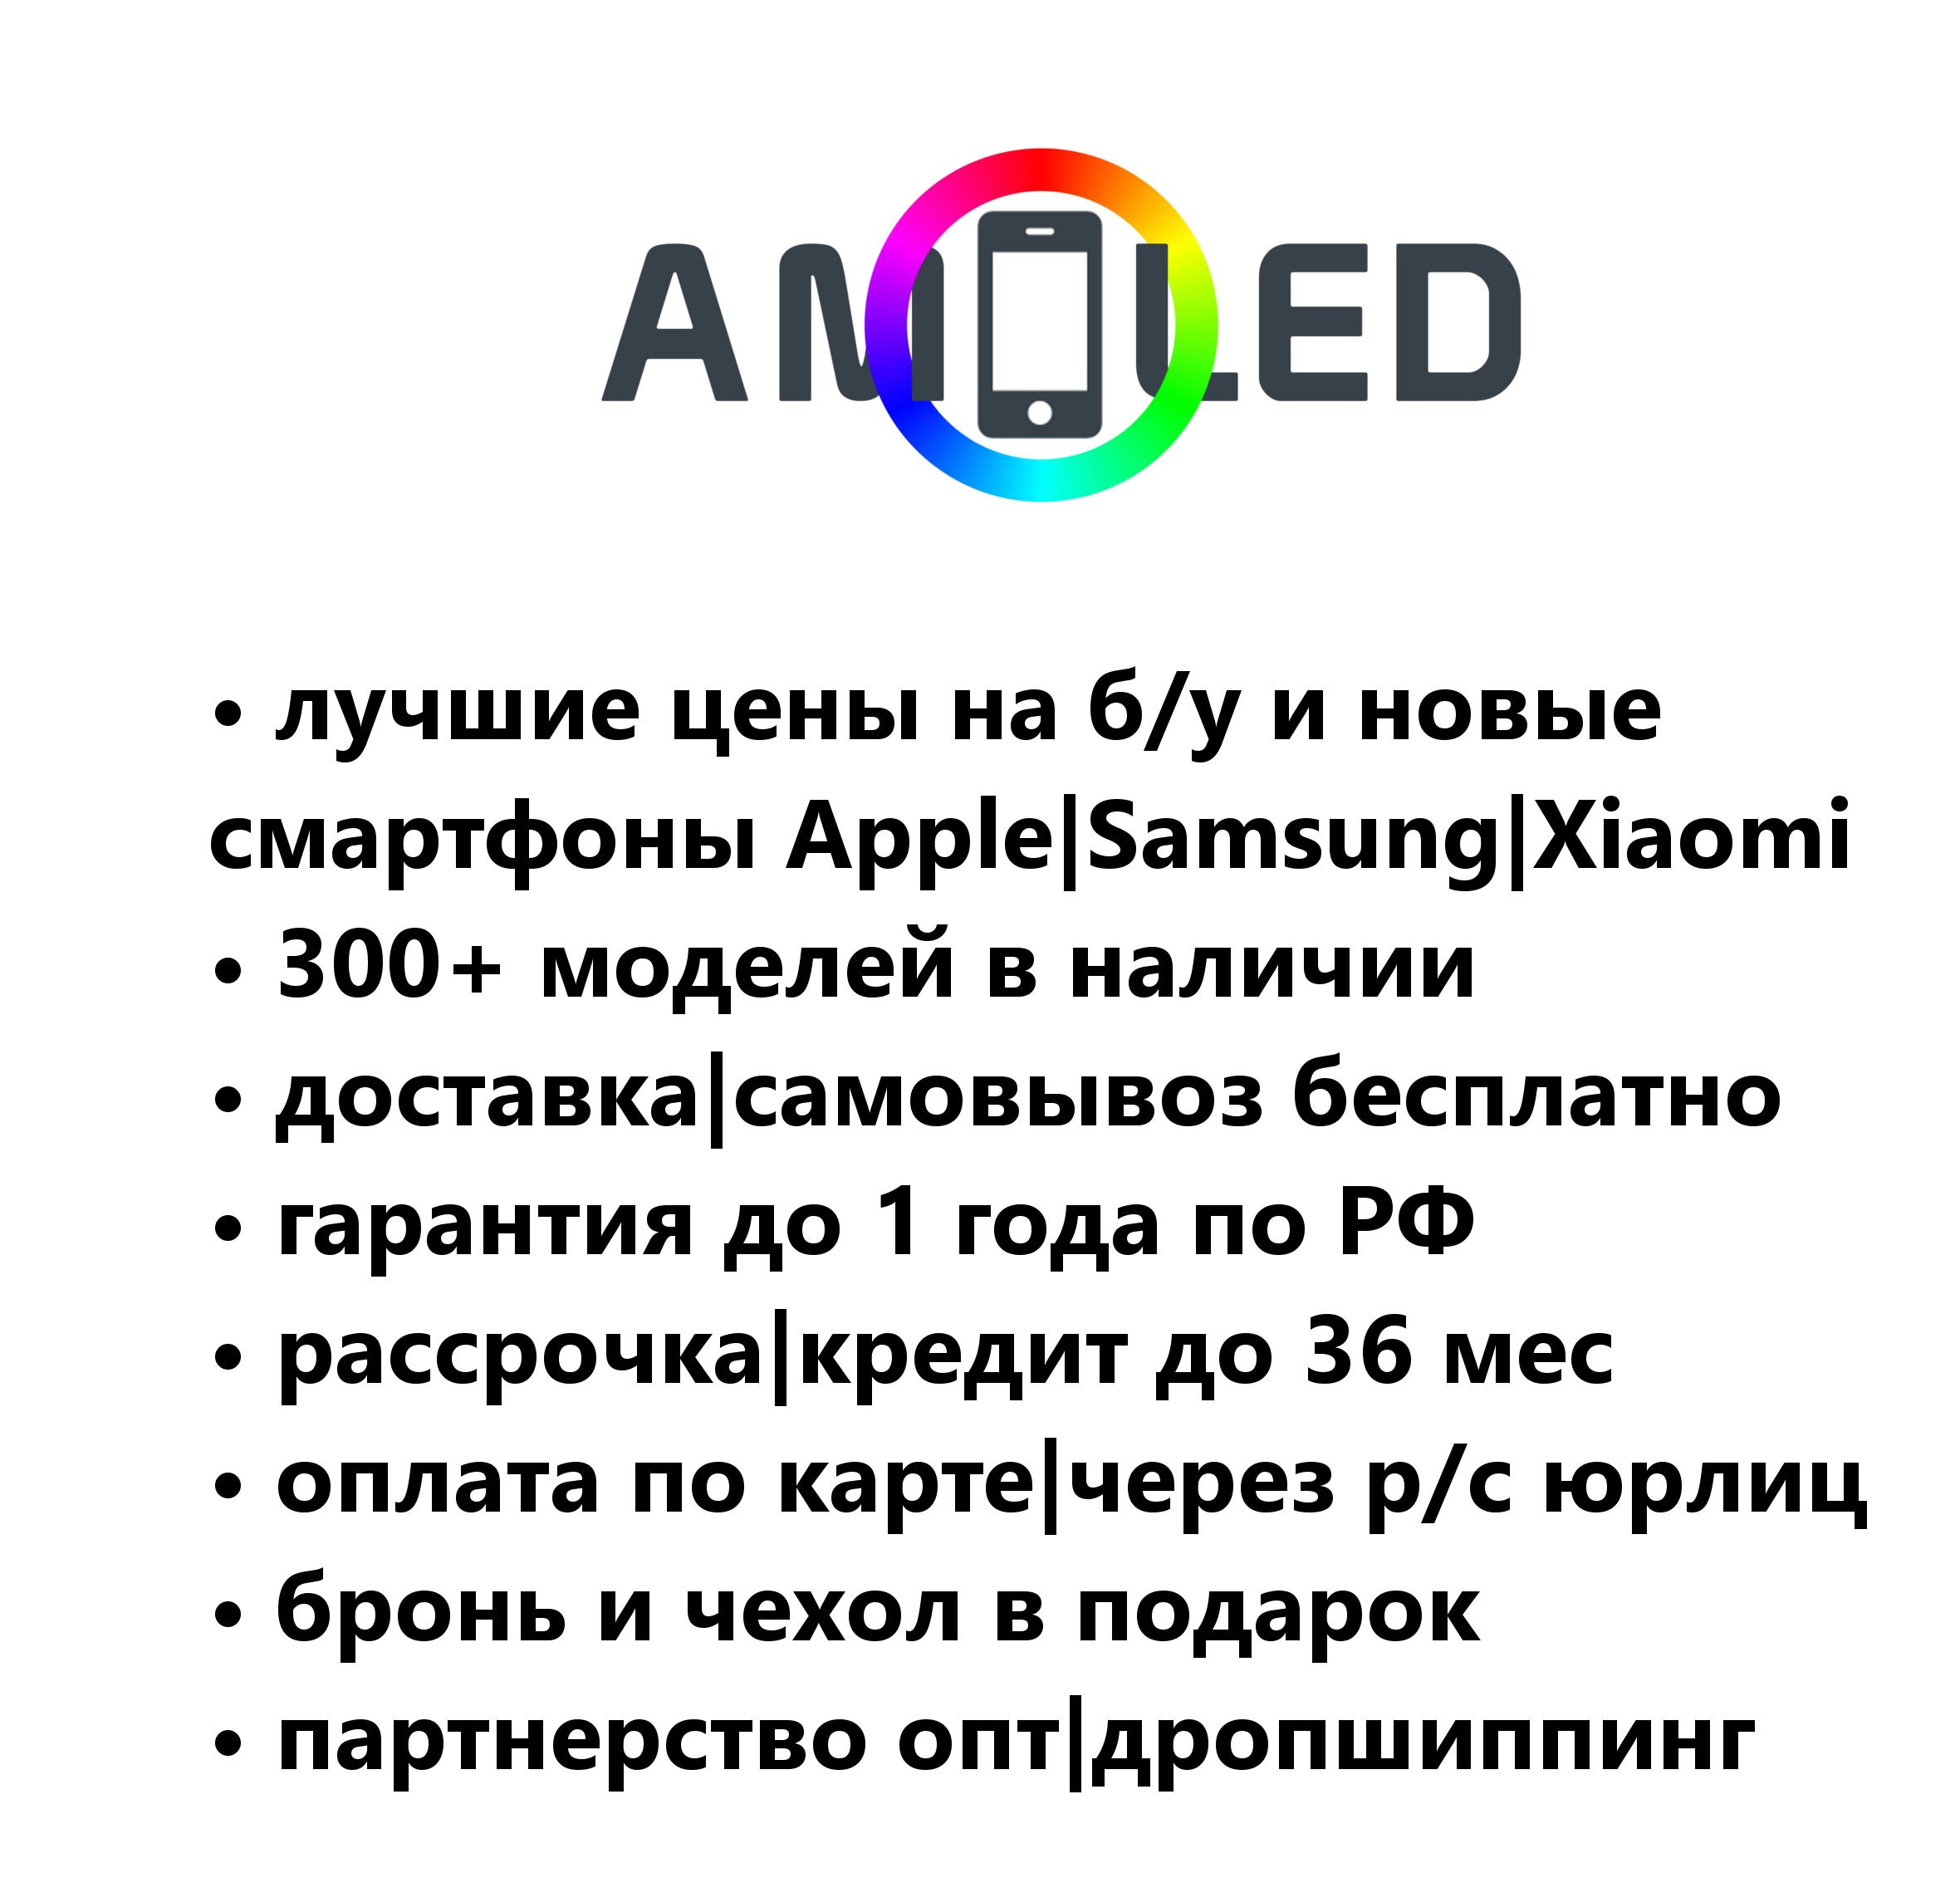 AMOLED
• лучшие цены на б/у и новые
смартфоны Apple|Samsung|Xiaomi
• 300+ моделей в наличии
• доставка|самовывоз бесплатно
• гарантия до 1 года по РФ
• рассрочка|кредит до 36 мес
• оплата по карте|через р/с юрлиц
• бронь и чехол в подарок
• партнерство опт|дропшиппинг